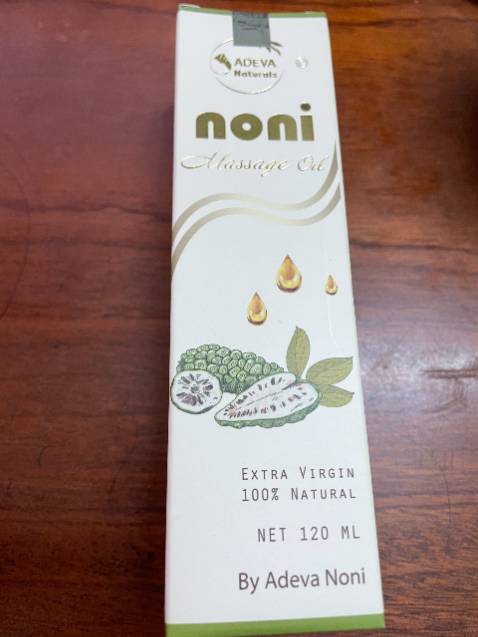 ADEVA
Naturals
noni
Massage Oil
EXTRA VIRGIN
100% NATURAL
NET 120 ML
By Adeva Noni